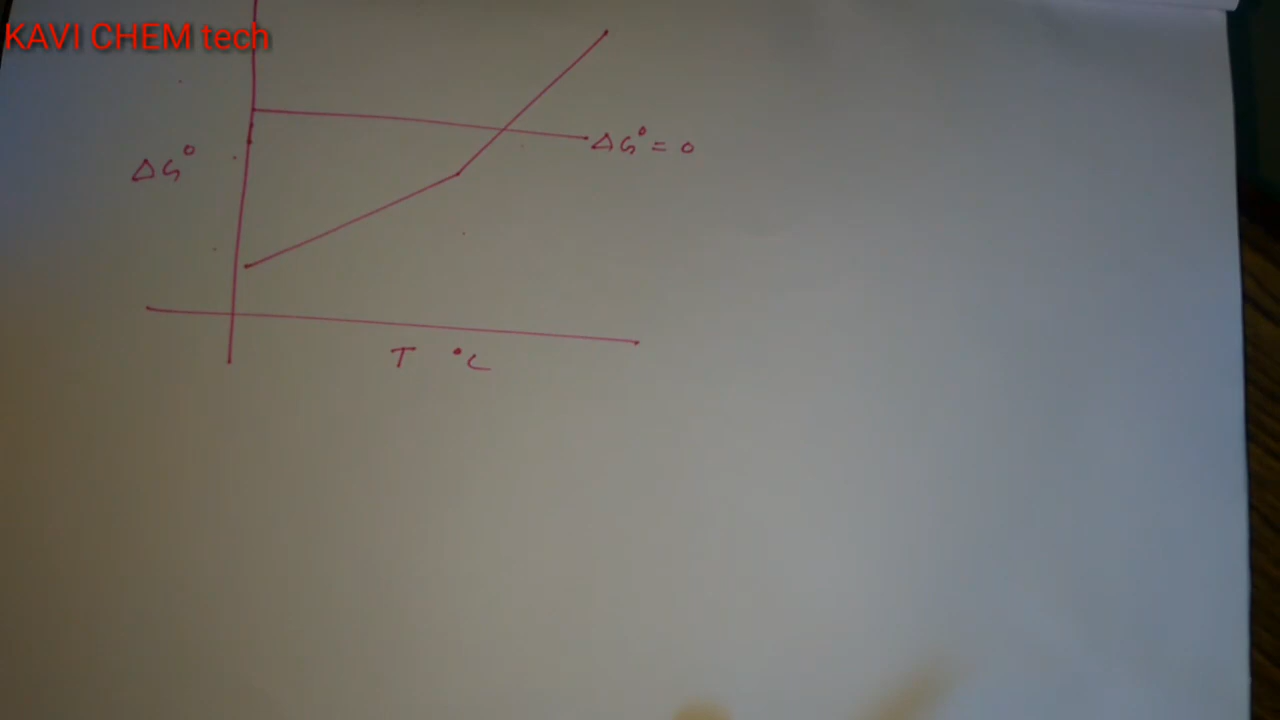 KAVI CHEM tech
ΔG° = 0
ΔG°
T °C